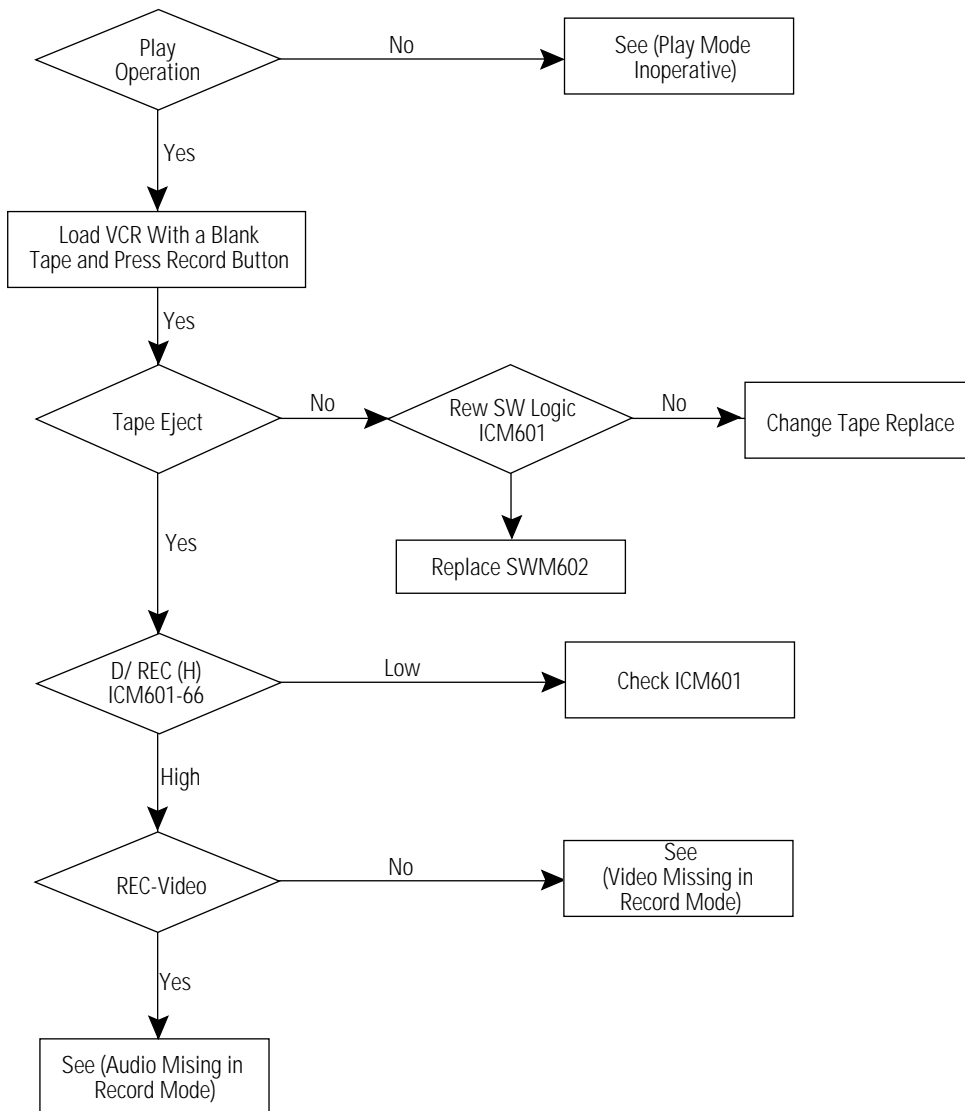 Play
Operation
No
See (Play Mode
Inoperative)
Yes
Load VCR With a Blank
Tape and Press Record Button
Yes
Tape Eject
No
Rew SW Logic
ICM601
No
Change Tape Replace
Replace SWM602
Yes
D/ REC (H)
ICM601-66
Low
Check ICM601
High
REC-Video
No
See
(Video Missing in
Record Mode)
Yes
See (Audio Mising in
Record Mode)